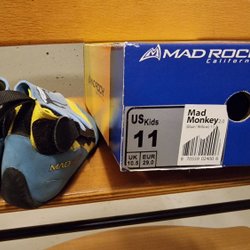 MAD ROCK
California
US Kids
11
UK
10.5
EUR
29.0
Mad
Monkey
MAD